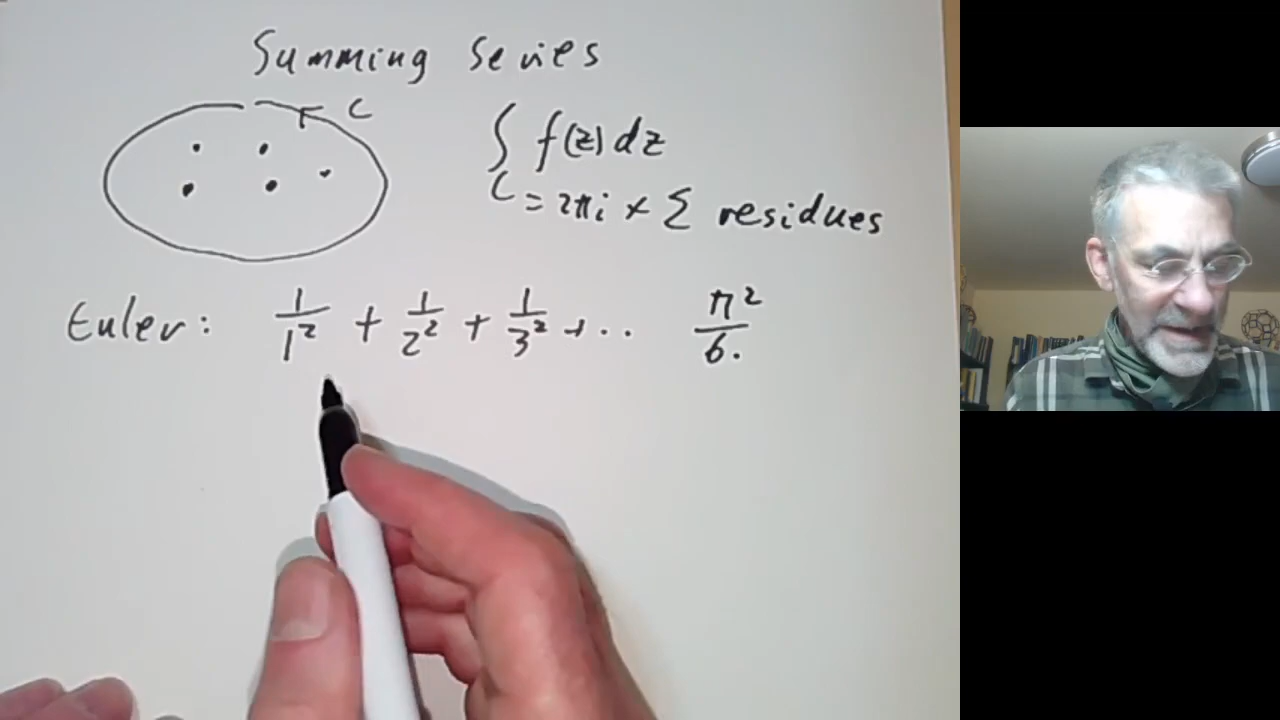 Summing Series
C
∫ f(z) dz
C = 2πi × Σ residues
Euler: 1/1² + 1/2² + 1/3² + .. π²/6.